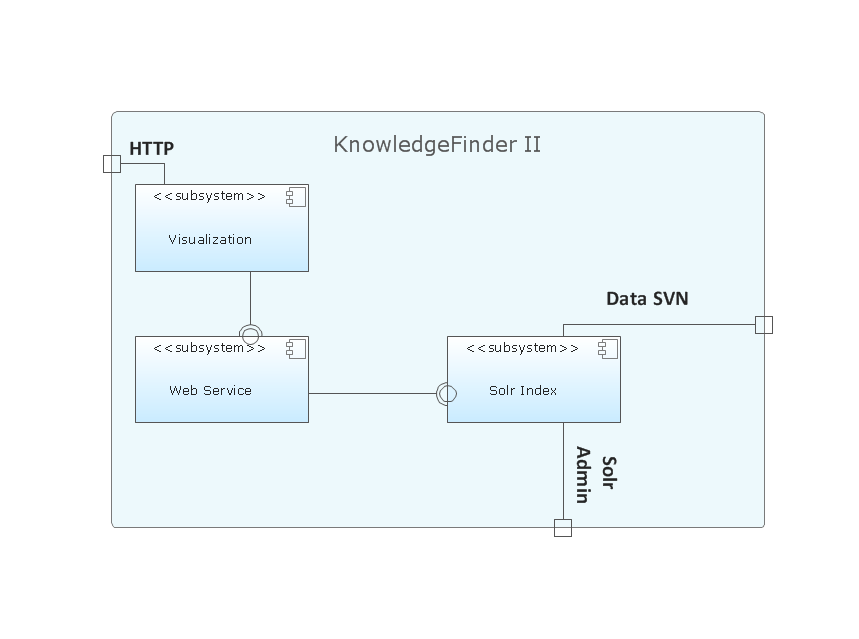 KnowledgeFinder II
HTTP
<<subsystem>>
Visualization
Data SVN
<<subsystem>>
Web Service
<<subsystem>>
Solr Index
Solr
Admin